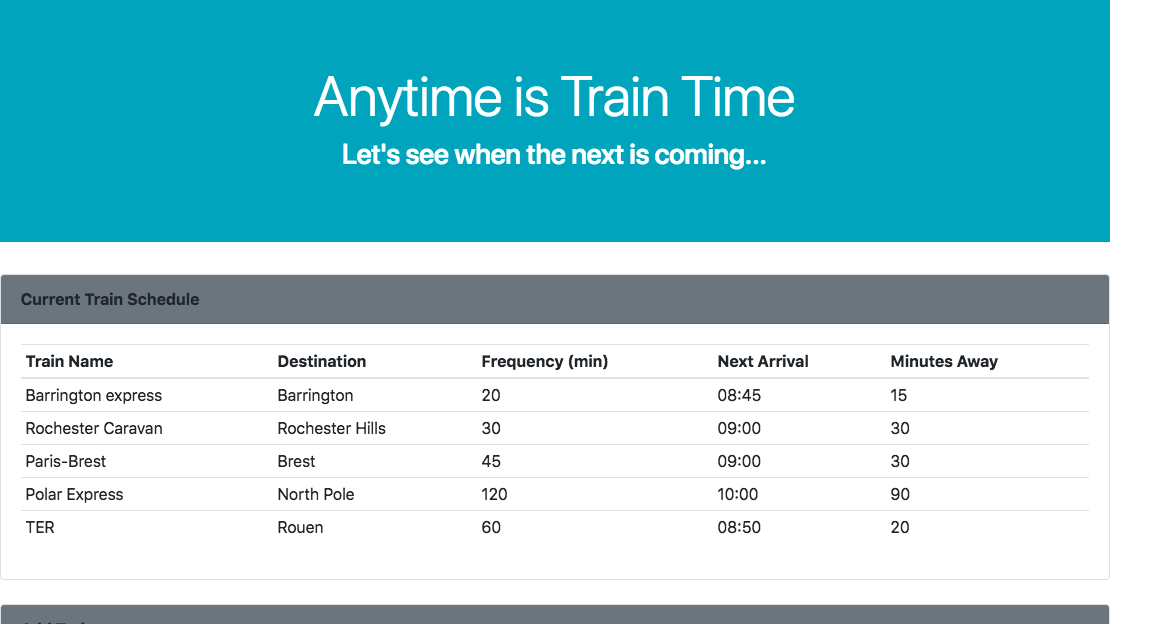 Anytime is Train Time
Let's see when the next is coming...
Current Train Schedule
Train Name Destination Frequency (min) Next Arrival Minutes Away
Barrington express Barrington 20 08:45 15
Rochester Caravan Rochester Hills 30 09:00 30
Paris-Brest Brest 45 09:00 30
Polar Express North Pole 120 10:00 90
TER Rouen 60 08:50 20